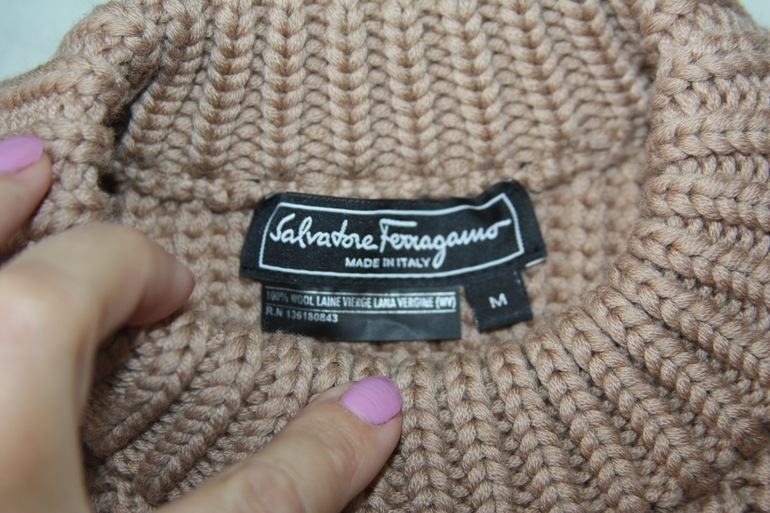 Salvatore Ferragamo
MADE IN ITALY
100% WOOL LAINE VIERGE LANA VERGINE (WV)
R.N 136180843
M